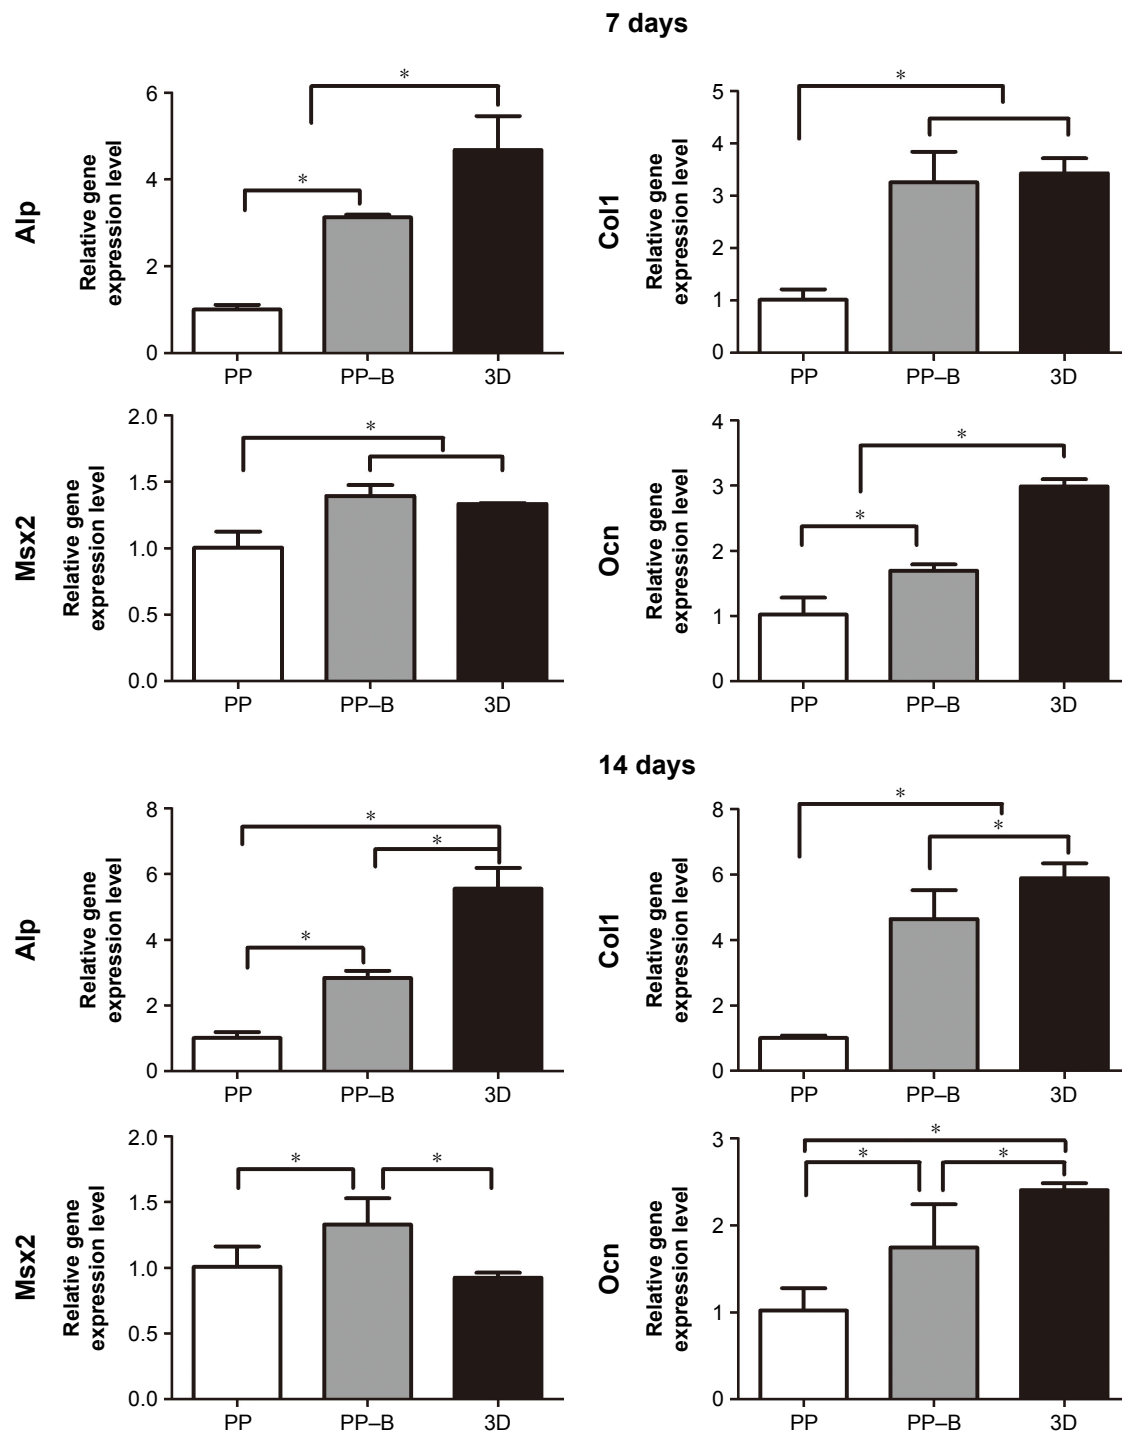 7 days
Alp
Relative gene
expression level
6
4
2
0
*
*
PP
PP–B
3D
Col1
Relative gene
expression level
5
4
3
2
1
0
*
PP
PP–B
3D
Msx2
Relative gene
expression level
2.0
1.5
1.0
0.5
0.0
*
PP
PP–B
3D
Ocn
Relative gene
expression level
4
3
2
1
0
*
*
PP
PP–B
3D
14 days
Alp
Relative gene
expression level
8
6
4
2
0
*
*
*
PP
PP–B
3D
Col1
Relative gene
expression level
8
6
4
2
0
*
*
PP
PP–B
3D
Msx2
Relative gene
expression level
2.0
1.5
1.0
0.5
0.0
*
*
PP
PP–B
3D
Ocn
Relative gene
expression level
3
2
1
0
*
*
*
PP
PP–B
3D